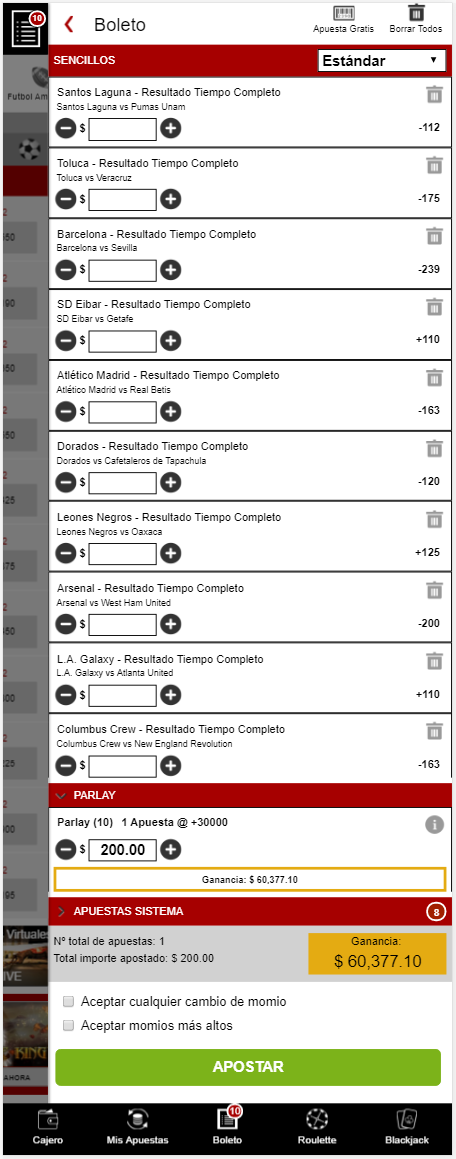 10
Boleto
Apuesta Gratis
Borrar Todos
SENCILLOS
Estándar
Santos Laguna - Resultado Tiempo Completo
Santos Laguna vs Pumas Unam
$
-112
Toluca - Resultado Tiempo Completo
Toluca vs Veracruz
$
-175
Barcelona - Resultado Tiempo Completo
Barcelona vs Sevilla
$
-239
SD Eibar - Resultado Tiempo Completo
SD Eibar vs Getafe
$
+110
Atlético Madrid - Resultado Tiempo Completo
Atlético Madrid vs Real Betis
$
-163
Dorados - Resultado Tiempo Completo
Dorados vs Cafetaleros de Tapachula
$
-120
Leones Negros - Resultado Tiempo Completo
Leones Negros vs Oaxaca
$
+125
Arsenal - Resultado Tiempo Completo
Arsenal vs West Ham United
$
-200
L.A. Galaxy - Resultado Tiempo Completo
L.A. Galaxy vs Atlanta United
$
+110
Columbus Crew - Resultado Tiempo Completo
Columbus Crew vs New England Revolution
$
-163
PARLAY
Parlay (10) 1 Apuesta @ +30000
$ 200.00
Ganancia: $ 60,377.10
APUESTAS SISTEMA
8
Nº total de apuestas: 1
Total importe apostado: $ 200.00
Ganancia:
$ 60,377.10
Aceptar cualquier cambio de momio
Aceptar momios más altos
APOSTAR
Futbol Am
Virtuale
IVE
KING
AHORA
Cajero
Mis Apuestas
10
Boleto
Roulette
Blackjack